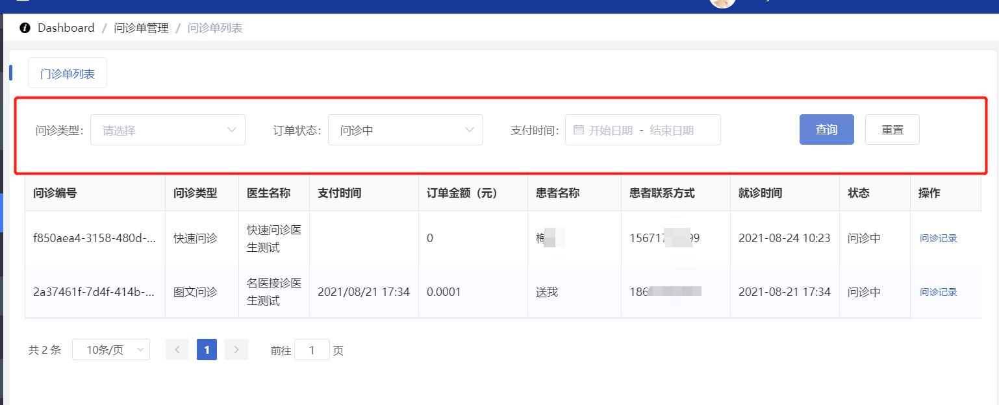 Dashboard / 问诊单管理 / 问诊单列表
门诊单列表
问诊类型: 请选择 订单状态: 问诊中 支付时间: 开始日期 - 结束日期 查询 重置
问诊编号 问诊类型 医生名称 支付时间 订单金额（元） 患者名称 患者联系方式 就诊时间 状态 操作
f850aea4-3158-480d-... 快速问诊 快速问诊医生测试 0 梅 15671 99 2021-08-24 10:23 问诊中 问诊记录
2a37461f-7d4f-414b-... 图文问诊 名医接诊医生测试 2021/08/21 17:34 0.0001 送我 186 2021-08-21 17:34 问诊中 问诊记录
共 2 条 10条/页 < 1 > 前往 1 页